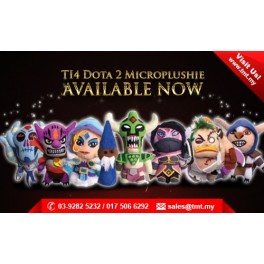 Visit Us!
www.tmt.my
TI4 DOTA 2 MICROPLUSHIE
AVAILABLE NOW
03-9282 5232 / 017 506 6292
sales@tmt.my